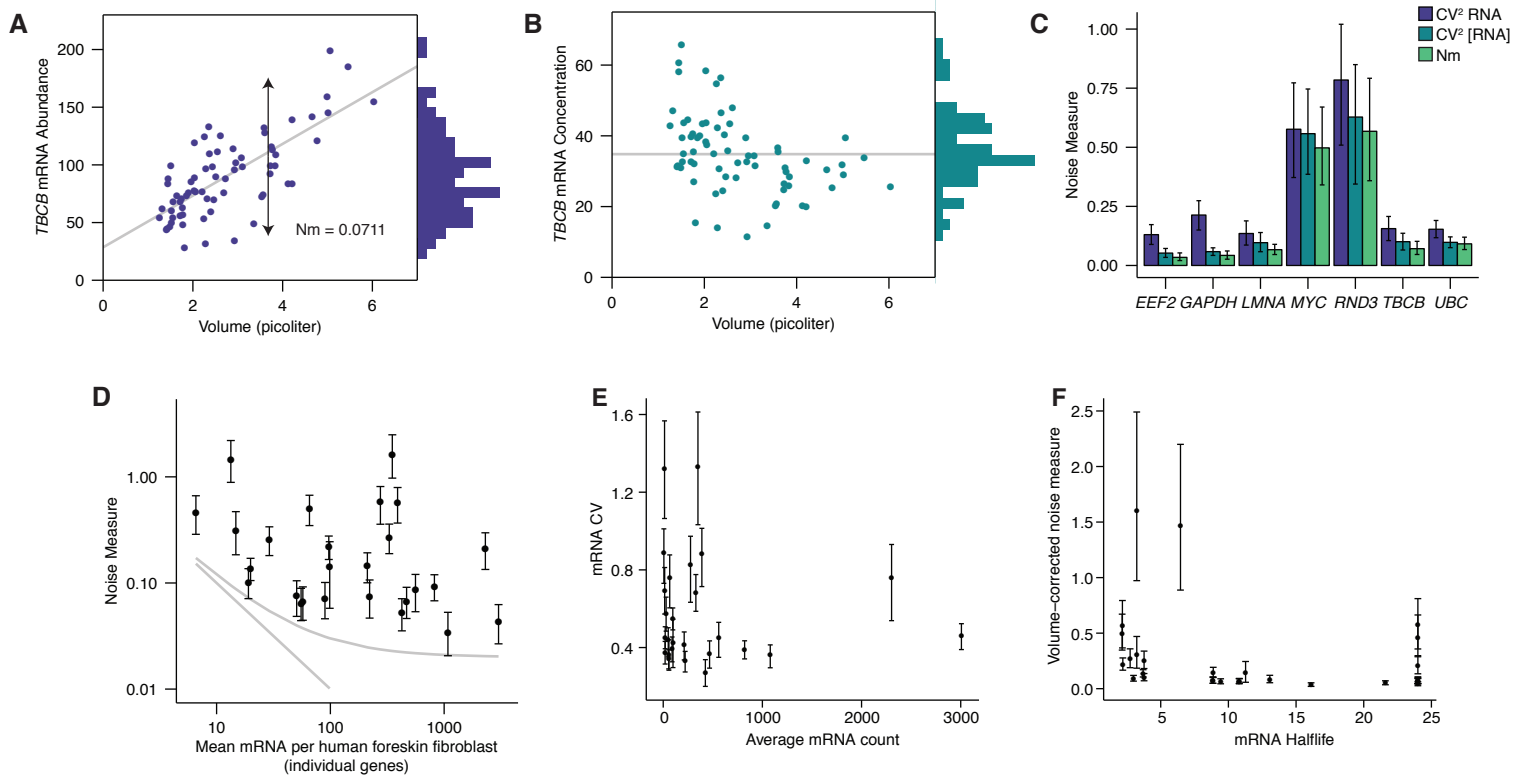 A
TBCB mRNA Abundance
200
150
100
50
0
Nm = 0.0711
0 2 4 6
Volume (picoliter)
B
TBCB mRNA Concentration
60
40
20
0
0 2 4 6
Volume (picoliter)
C
CV² RNA
CV² [RNA]
Nm
Noise Measure
1.00
0.75
0.50
0.25
0.00
EEF2 GAPDH LMNA MYC RND3 TBCB UBC
D
Noise Measure
1.00
0.10
0.01
10 100 1000
Mean mRNA per human foreskin fibroblast
(individual genes)
E
mRNA CV
1.6
1.2
0.8
0.4
0 1000 2000 3000
Average mRNA count
F
Volume−corrected noise measure
2.5
2.0
1.5
1.0
0.5
0.0
5 10 15 20 25
mRNA Halflife